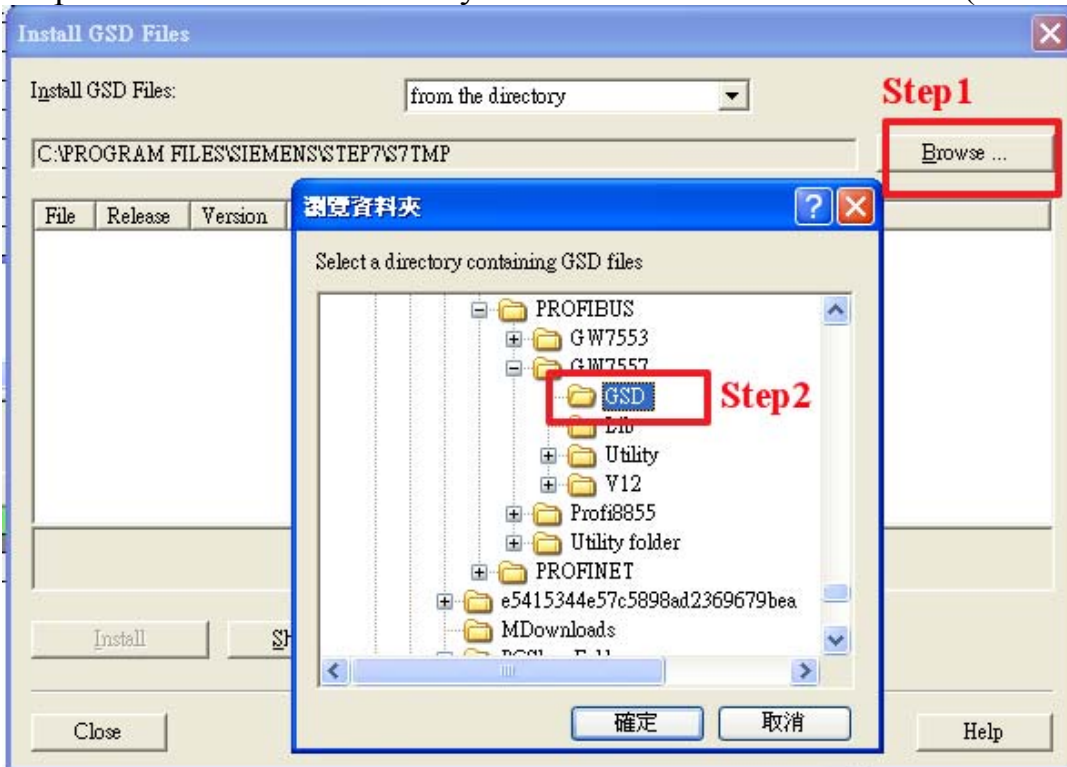 Install GSD Files
Install GSD Files:
from the directory
Step1
C:\PROGRAM FILES\SIEMENS\STEP7\S7TMP
Browse ...
File Release Version
瀏覽資料夾
Select a directory containing GSD files
PROFIBUS
GW7553
GW7557
GSD
Step2
Lib
Utility
V12
Profi8855
Utility folder
PROFINET
e5415344e57c5898ad2369679bea
MDownloads
Install
確定
取消
Close
Help